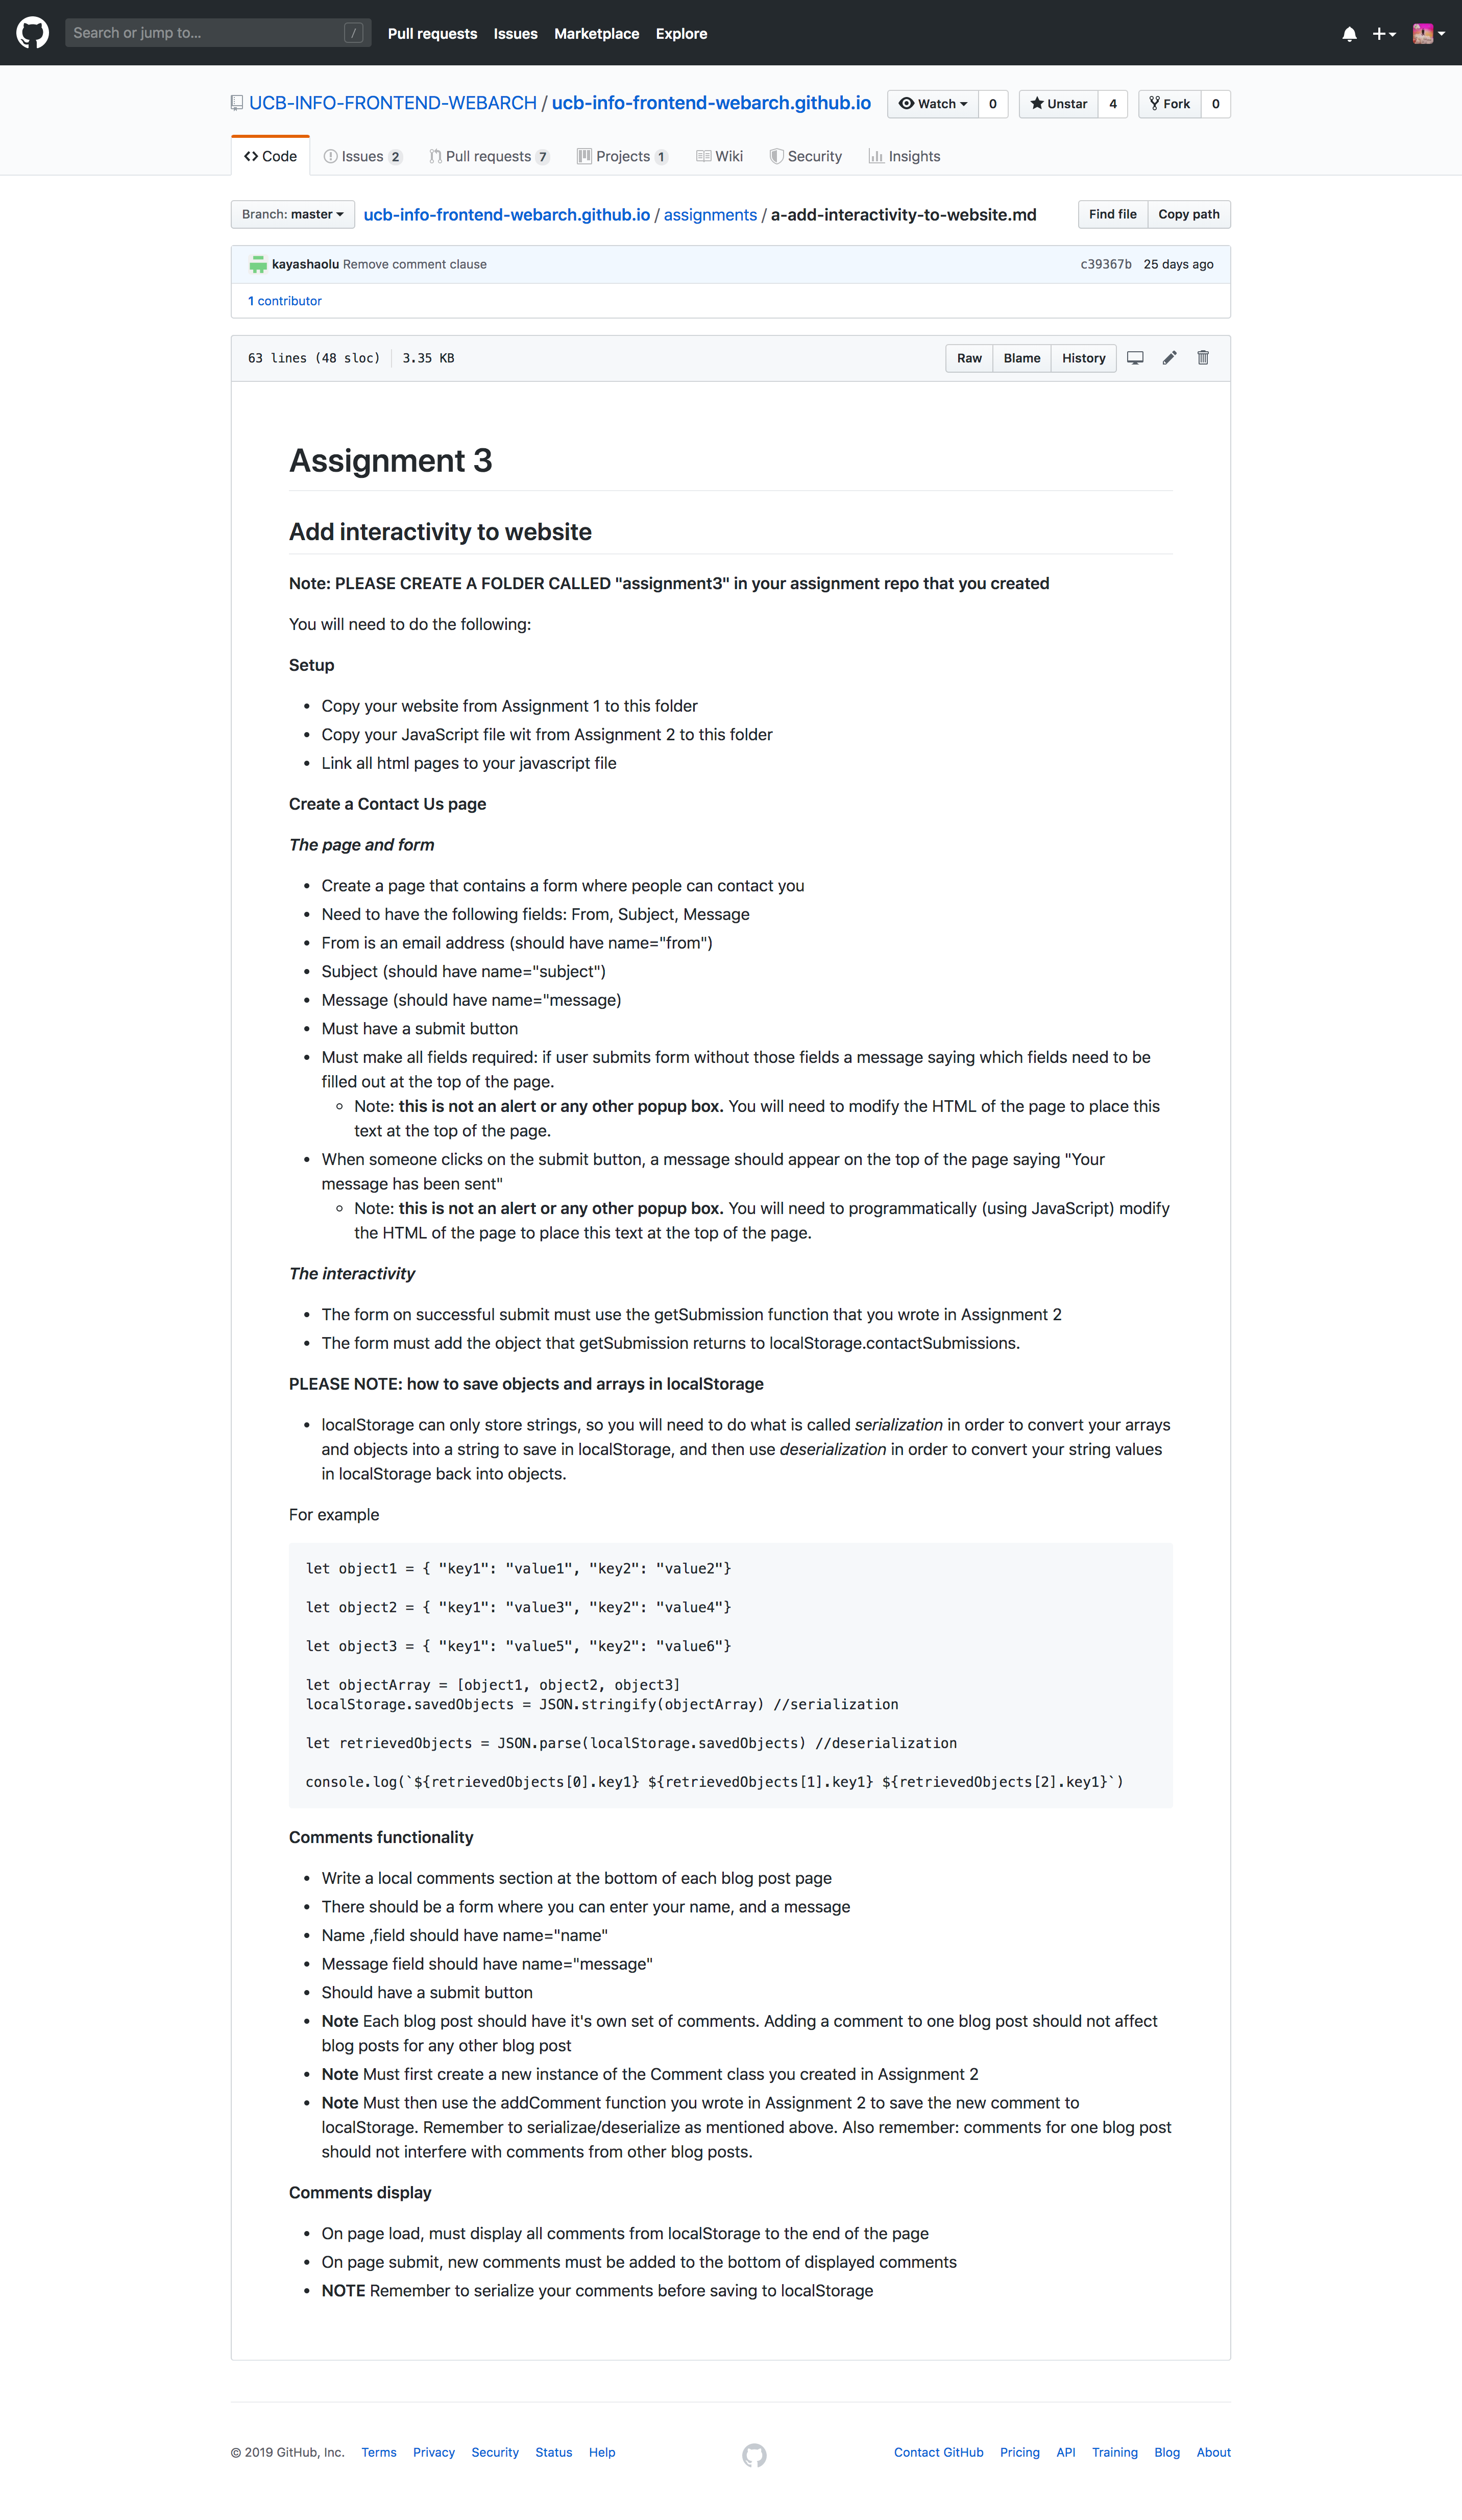 Search or jump to... /
Pull requests Issues Marketplace Explore
UCB-INFO-FRONTEND-WEBARCH / ucb-info-frontend-webarch.github.io
Watch 0 Unstar 4 Fork 0
Code Issues 2 Pull requests 7 Projects 1 Wiki Security Insights
Branch: master ucb-info-frontend-webarch.github.io / assignments / a-add-interactivity-to-website.md Find file Copy path
kayashaolu Remove comment clause c39367b 25 days ago
1 contributor
63 lines (48 sloc) 3.35 KB Raw Blame History
Assignment 3
Add interactivity to website
Note: PLEASE CREATE A FOLDER CALLED "assignment3" in your assignment repo that you created
You will need to do the following:
Setup
• Copy your website from Assignment 1 to this folder
• Copy your JavaScript file wit from Assignment 2 to this folder
• Link all html pages to your javascript file
Create a Contact Us page
The page and form
• Create a page that contains a form where people can contact you
• Need to have the following fields: From, Subject, Message
• From is an email address (should have name="from")
• Subject (should have name="subject")
• Message (should have name="message)
• Must have a submit button
• Must make all fields required: if user submits form without those fields a message saying which fields need to be
filled out at the top of the page.
◦ Note: this is not an alert or any other popup box. You will need to modify the HTML of the page to place this
text at the top of the page.
• When someone clicks on the submit button, a message should appear on the top of the page saying "Your
message has been sent"
◦ Note: this is not an alert or any other popup box. You will need to programmatically (using JavaScript) modify
the HTML of the page to place this text at the top of the page.
The interactivity
• The form on successful submit must use the getSubmission function that you wrote in Assignment 2
• The form must add the object that getSubmission returns to localStorage.contactSubmissions.
PLEASE NOTE: how to save objects and arrays in localStorage
• localStorage can only store strings, so you will need to do what is called serialization in order to convert your arrays
and objects into a string to save in localStorage, and then use deserialization in order to convert your string values
in localStorage back into objects.
For example
let object1 = { "key1": "value1", "key2": "value2"}
let object2 = { "key1": "value3", "key2": "value4"}
let object3 = { "key1": "value5", "key2": "value6"}
let objectArray = [object1, object2, object3]
localStorage.savedObjects = JSON.stringify(objectArray) //serialization
let retrievedObjects = JSON.parse(localStorage.savedObjects) //deserialization
console.log(`${retrievedObjects[0].key1} ${retrievedObjects[1].key1} ${retrievedObjects[2].key1}`)
Comments functionality
• Write a local comments section at the bottom of each blog post page
• There should be a form where you can enter your name, and a message
• Name ,field should have name="name"
• Message field should have name="message"
• Should have a submit button
• Note Each blog post should have it's own set of comments. Adding a comment to one blog post should not affect
blog posts for any other blog post
• Note Must first create a new instance of the Comment class you created in Assignment 2
• Note Must then use the addComment function you wrote in Assignment 2 to save the new comment to
localStorage. Remember to serializae/deserialize as mentioned above. Also remember: comments for one blog post
should not interfere with comments from other blog posts.
Comments display
• On page load, must display all comments from localStorage to the end of the page
• On page submit, new comments must be added to the bottom of displayed comments
• NOTE Remember to serialize your comments before saving to localStorage
© 2019 GitHub, Inc. Terms Privacy Security Status Help Contact GitHub Pricing API Training Blog About